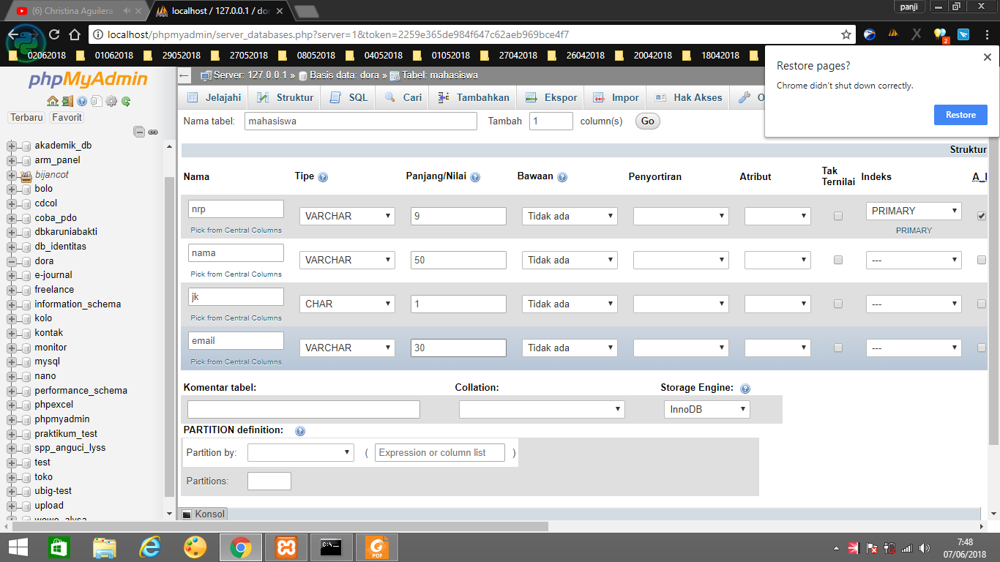 (6) Christina Aguilera
localhost / 127.0.0.1 / dor
panji
localhost/phpmyadmin/server_databases.php?server=1&token=2259e365de984f647c62aeb969bce4f7
2
02062018 01062018 29052018 27052018 08052018 04052018 01052018 27042018 26042018 20042018 18042018
Restore pages?
Chrome didn't shut down correctly.
Restore
phpMyAdmin
Terbaru Favorit
akademik_db
arm_panel
bijancot
bolo
cdcol
coba_pdo
dbkaruniabakti
db_identitas
dora
e-journal
freelance
information_schema
kolo
kontak
monitor
mysql
nano
performance_schema
phpexcel
phpmyadmin
praktikum_test
spp_anguci_lyss
test
toko
ubig-test
upload
Server: 127.0.0.1 » Basis data: dora » Tabel: mahasiswa
Jelajahi Struktur SQL Cari Tambahkan Ekspor Impor Hak Akses O
Nama tabel: mahasiswa Tambah 1 column(s) Go
Struktur
Nama Tipe Panjang/Nilai Bawaan Penyortiran Atribut Tak Ternilai Indeks A_I
nrp VARCHAR 9 Tidak ada PRIMARY
Pick from Central Columns PRIMARY
nama VARCHAR 50 Tidak ada ---
Pick from Central Columns
jk CHAR 1 Tidak ada ---
Pick from Central Columns
email VARCHAR 30 Tidak ada ---
Pick from Central Columns
Komentar tabel: Collation: Storage Engine:
InnoDB
PARTITION definition:
Partition by: ( Expression or column list )
Partitions:
Konsol
PDF
7:48
07/06/2018